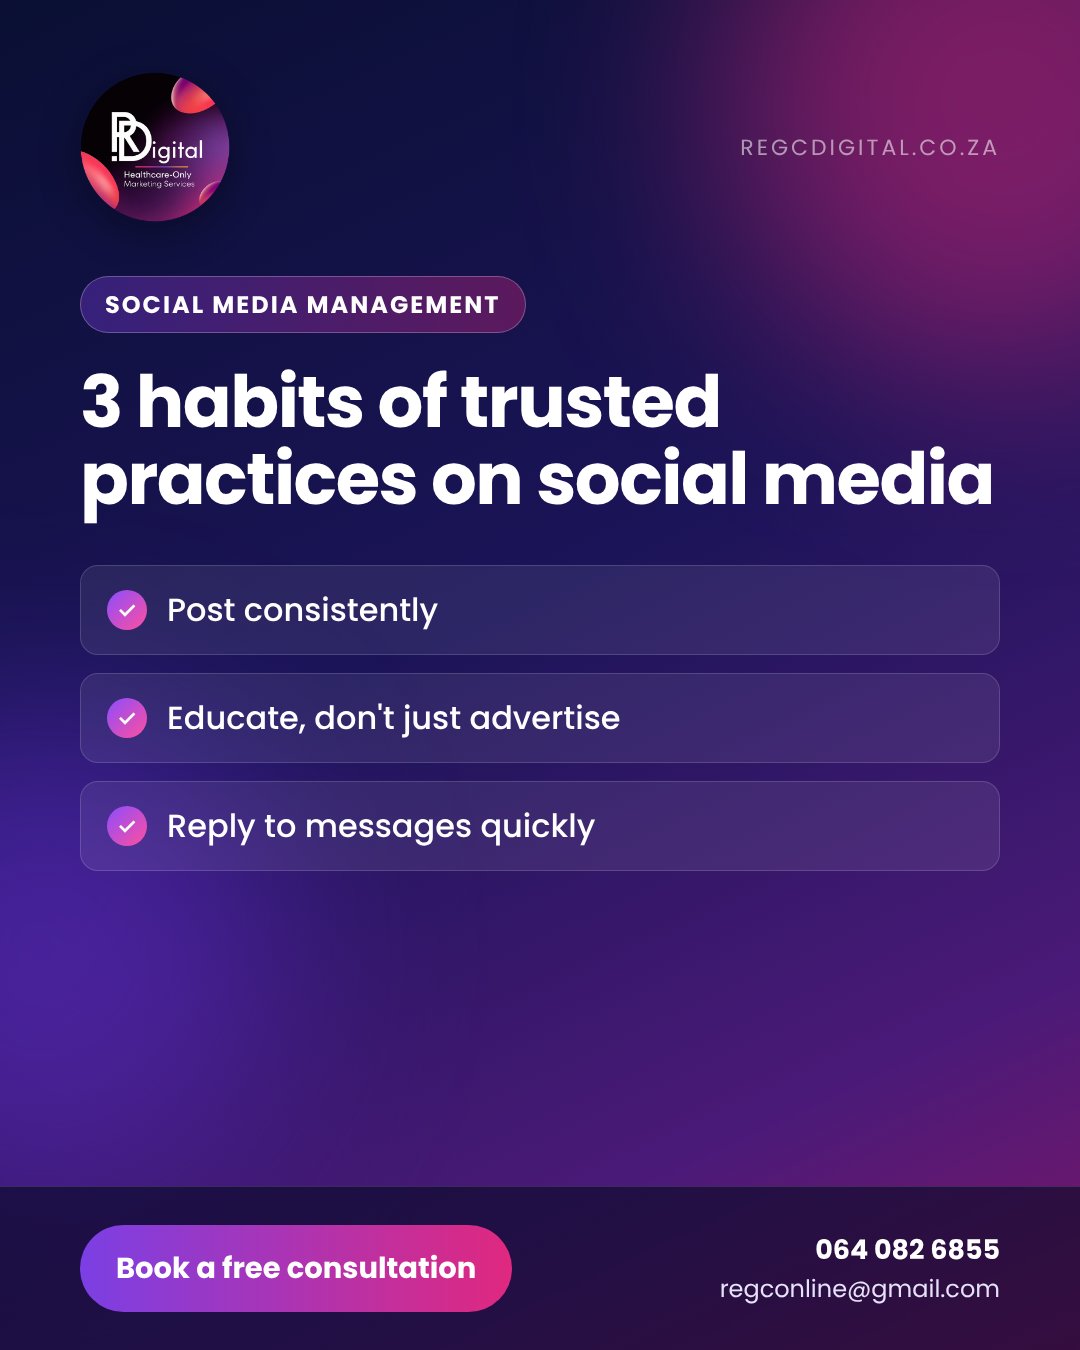 RDigital
Healthcare-Only
Marketing Services
REGCDIGITAL.CO.ZA
SOCIAL MEDIA MANAGEMENT
3 habits of trusted
practices on social media
Post consistently
Educate, don't just advertise
Reply to messages quickly
Book a free consultation
064 082 6855
regconline@gmail.com